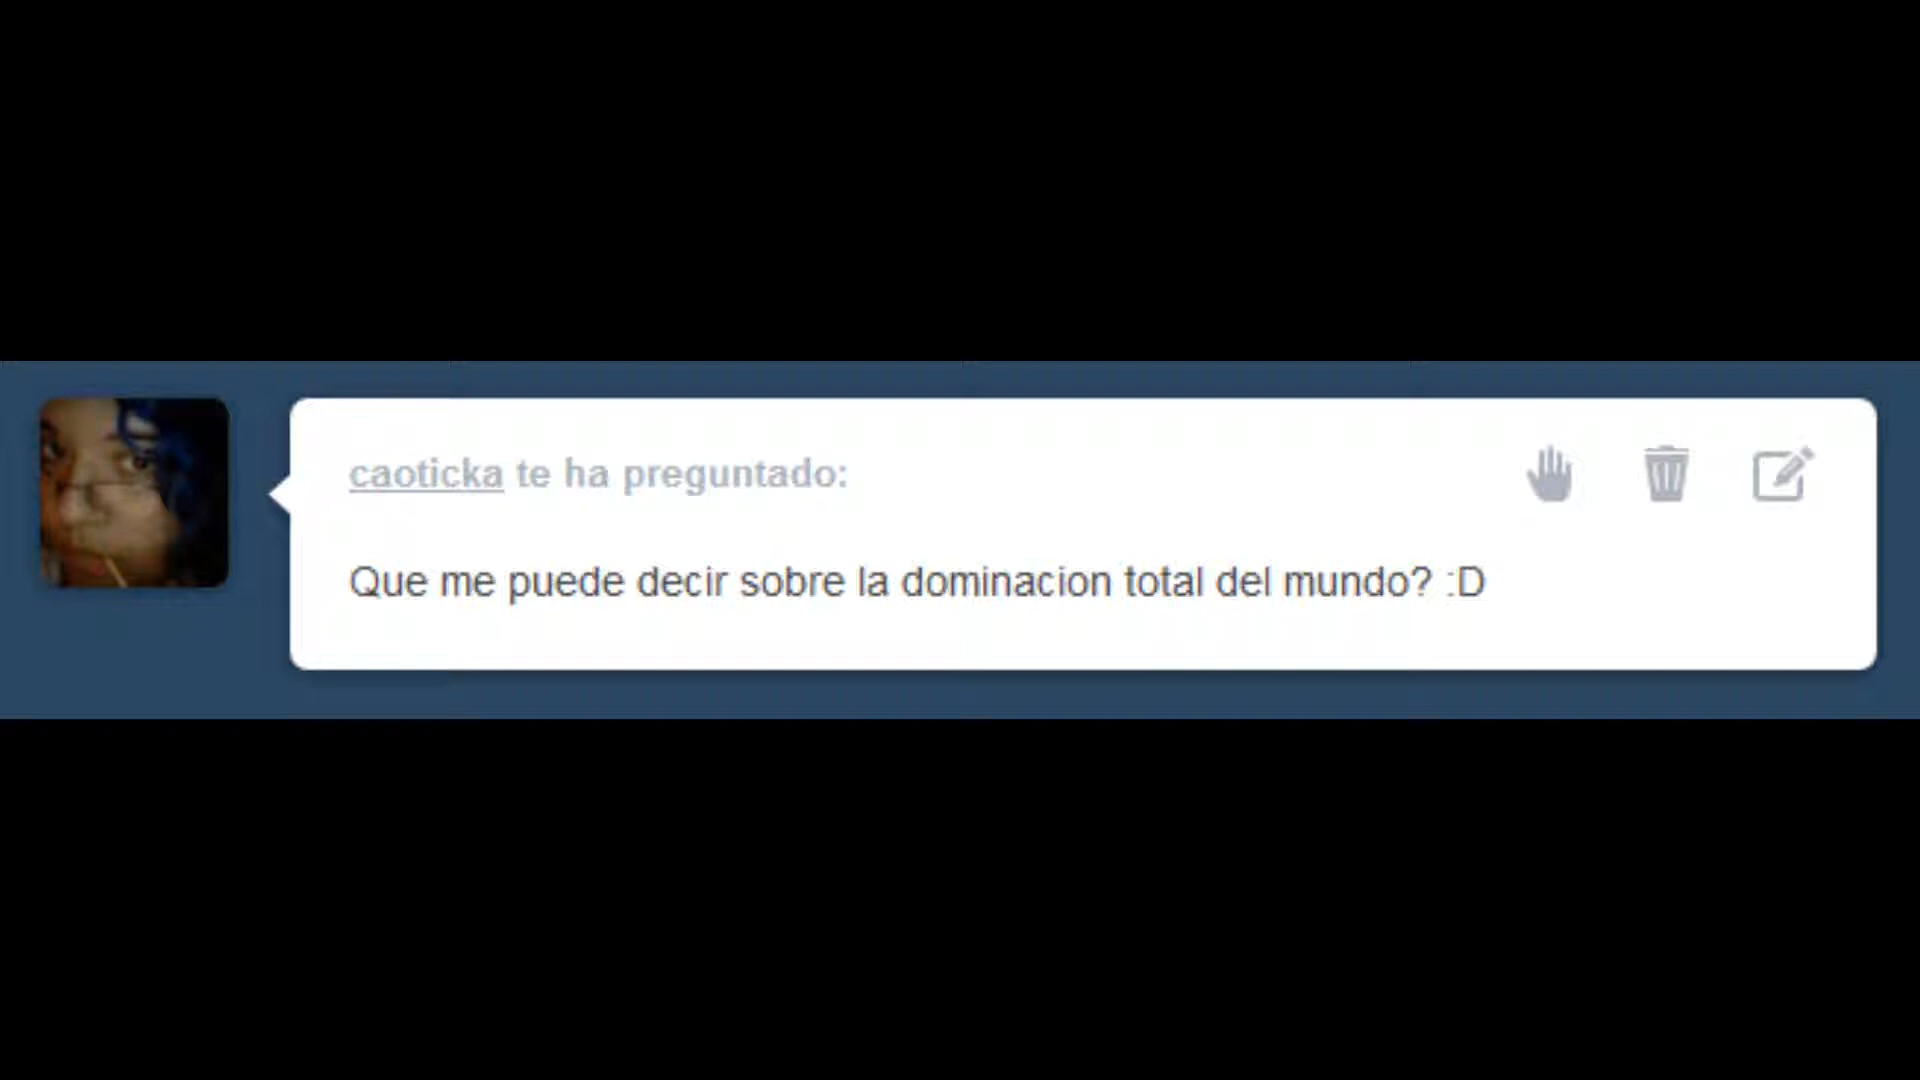 caoticka te ha preguntado:
Que me puede decir sobre la dominacion total del mundo? :D